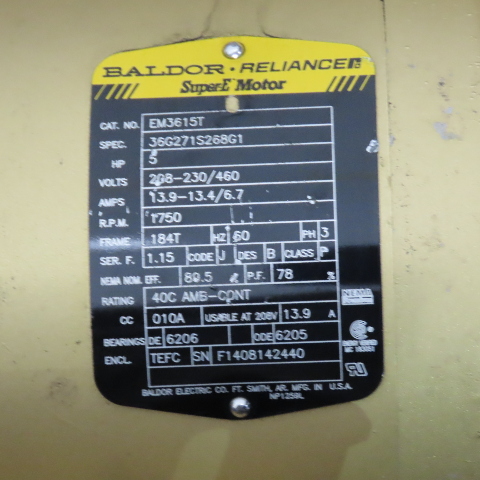 BALDOR · RELIANCE
Super-E Motor
CAT. NO. EM3615T
SPEC. 36G271S268G1
HP 5
VOLTS 208-230/460
AMPS 13.9-13.4/6.7
R.P.M. 1750
FRAME 184T HZ 60 PH 3
SER. F. 1.15 CODE J DES B CLASS F
NEMA NOM. EFF. 89.5 % P.F. 78 %
RATING 40C AMB-CONT
NEMA
CC 010A USABLE AT 208V 13.9 A
BEARINGS DE 6206 ODE 6205
ENCL. TEFC SN F1408142440
BALDOR ELECTRIC CO. FT. SMITH, AR. MFG. IN U.S.A.
NP1259L